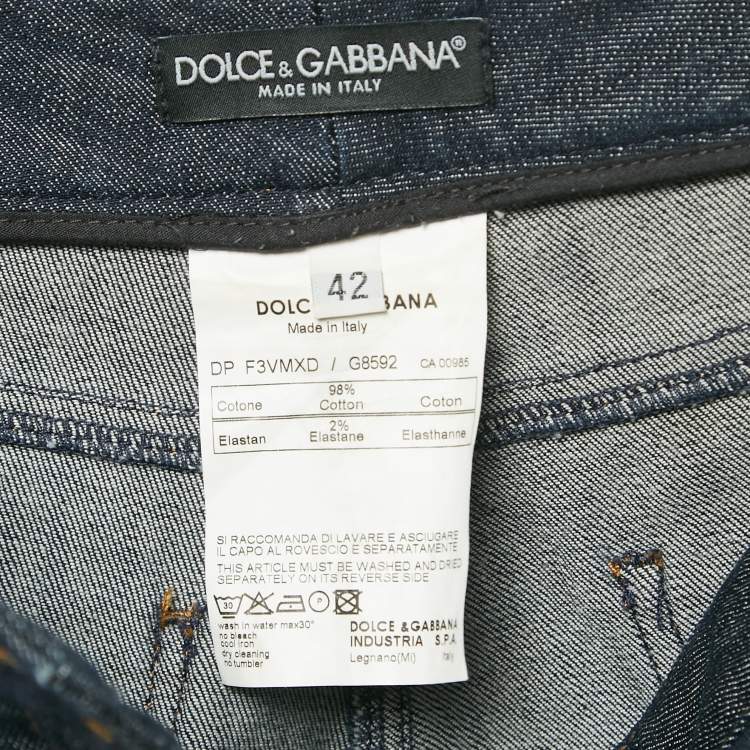 DOLCE & GABBANA®
MADE IN ITALY
42
DOLC BANA
Made in Italy
DP F3VMXD / G8592 CA 00985
98%
Cotone Cotton Coton
2%
Elastan Elastane Elasthanne
SI RACCOMANDA DI LAVARE E ASCIUGARE
IL CAPO AL ROVESCIO E SEPARATAMENTE
THIS ARTICLE MUST BE WASHED AND DRIED
SEPARATELY ON ITS REVERSE SIDE
30 P
wash in water max30°
no bleach
cool iron
dry cleaning
no tumbler
DOLCE & GABBANA
INDUSTRIA S.P.A.
Legnano(Mi) Italy